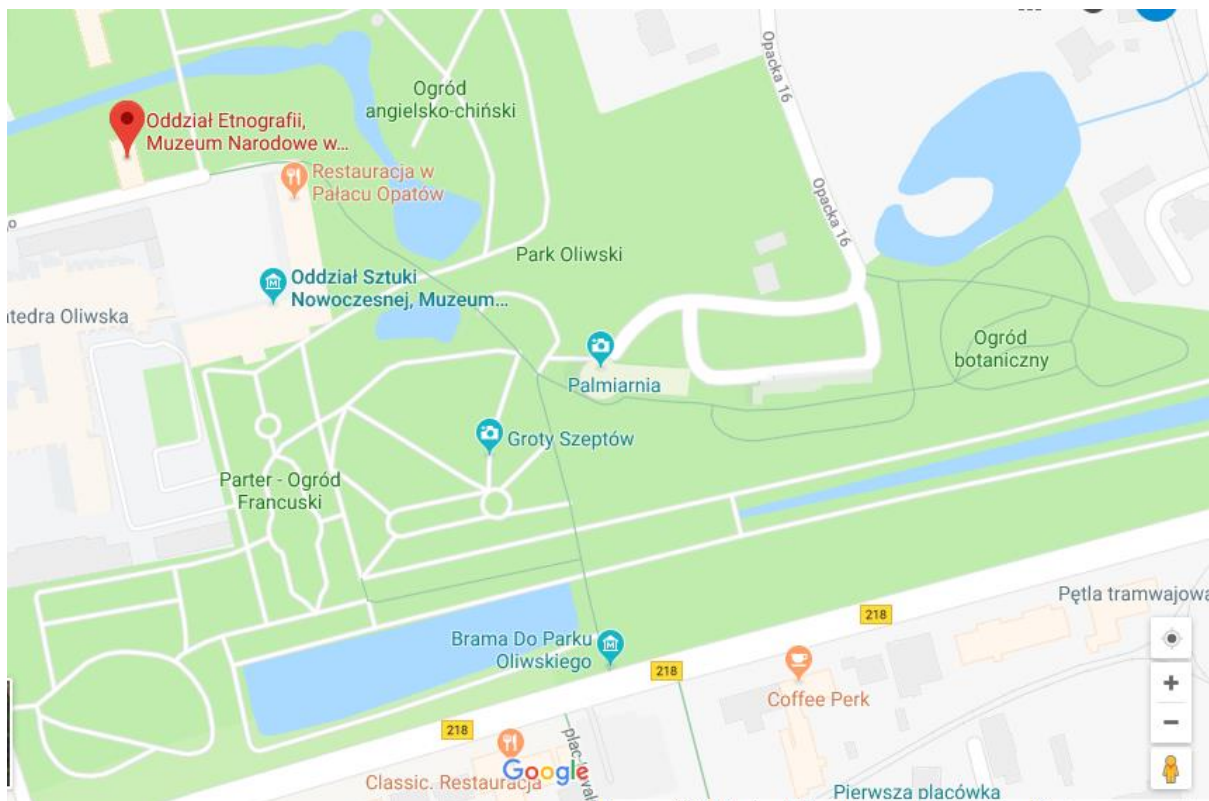 Opacka 16
Ogród
angielsko-chiński
Oddział Etnografii,
Muzeum Narodowe w...
Restauracja w
Pałacu Opatów
Opacka 16
Park Oliwski
Oddział Sztuki
Nowoczesnej, Muzeum...
atedra Oliwska
Ogród
botaniczny
Palmiarnia
Groty Szeptów
Parter - Ogród
Francuski
Pętla tramwajowa
218
Brama Do Parku
Oliwskiego
218
Coffee Perk
218
Classic. Restauracja
Google
Pierwsza placówka